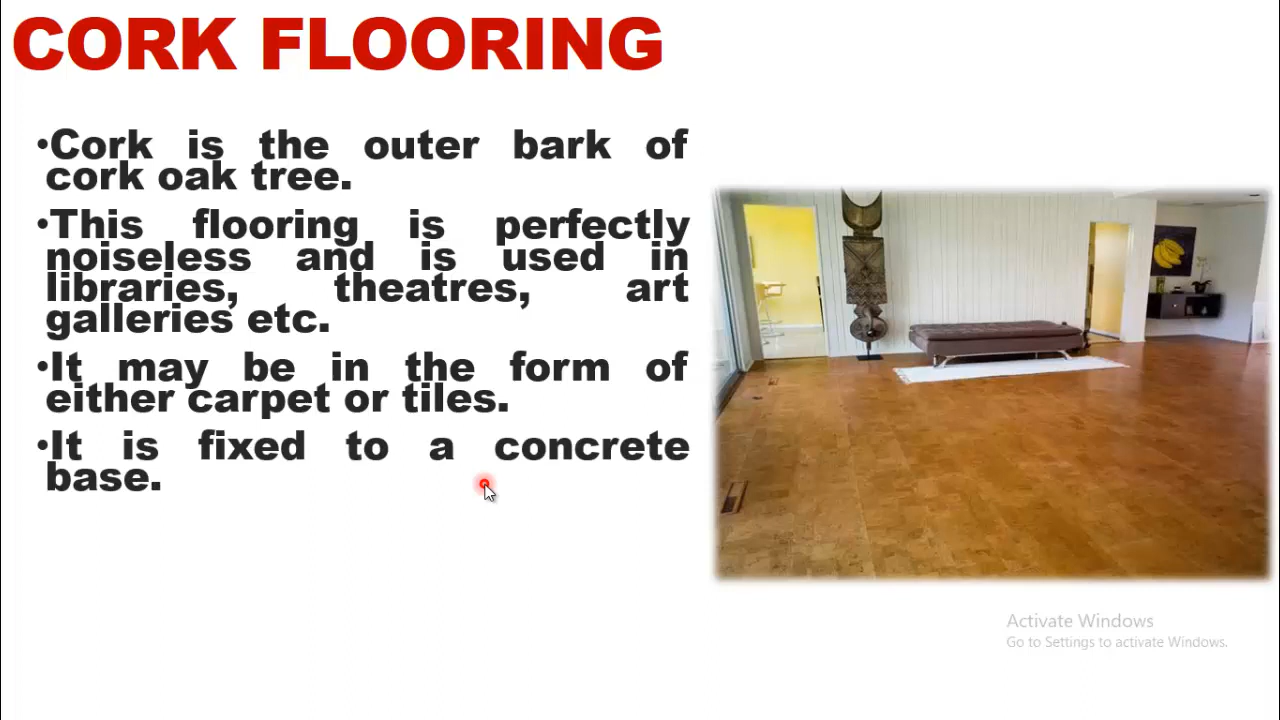 CORK FLOORING
•Cork is the outer bark of
cork oak tree.
•This flooring is perfectly
noiseless and is used in
libraries, theatres, art
galleries etc.
•It may be in the form of
either carpet or tiles.
•It is fixed to a concrete
base.
Activate Windows
Go to Settings to activate Windows.